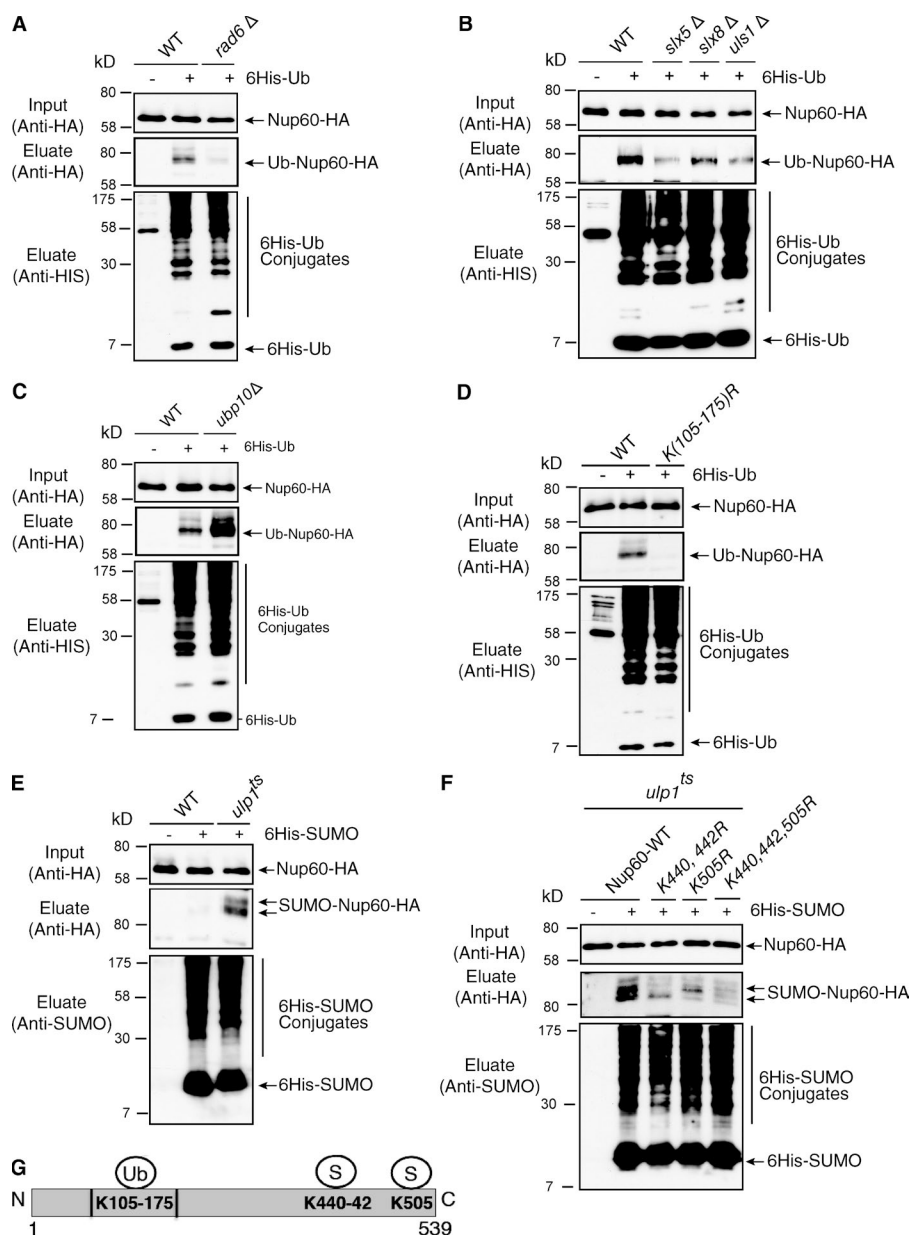 A
WT
rad6 Δ
kD
- + + 6His-Ub
80
Input
(Anti-HA)
Nup60-HA
58
Eluate
(Anti-HA)
80
Ub-Nup60-HA
58
175
58
Eluate
(Anti-HIS)
30
6His-Ub
Conjugates
7
6His-Ub
B
WT
slx5 Δ
slx8 Δ
uls1 Δ
kD
- + + + + 6His-Ub
80
Input
(Anti-HA)
Nup60-HA
58
Eluate
(Anti-HA)
80
Ub-Nup60-HA
58
175
58
Eluate
(Anti-HIS)
30
6His-Ub
Conjugates
7
6His-Ub
C
WT
ubp10Δ
kD
- + + 6His-Ub
80
Input
(Anti-HA)
Nup60-HA
58
Eluate
(Anti-HA)
80
Ub-Nup60-HA
58
175
58
Eluate
(Anti-HIS)
30
6His-Ub
Conjugates
7
6His-Ub
D
WT
K(105-175)R
kD
- + + 6His-Ub
80
Input
(Anti-HA)
Nup60-HA
58
Eluate
(Anti-HA)
80
Ub-Nup60-HA
58
175
58
Eluate
(Anti-HIS)
30
6His-Ub
Conjugates
7
6His-Ub
E
WT
ulp1ts
kD
- + + 6His-SUMO
80
Input
(Anti-HA)
Nup60-HA
58
Eluate
(Anti-HA)
SUMO-Nup60-HA
80
175
58
Eluate
(Anti-SUMO)
30
6His-SUMO
Conjugates
6His-SUMO
7
F
ulp1ts
Nup60-WT
K440, 442R
K505R
K440,442,505R
kD
- + + + + 6His-SUMO
80
Input
(Anti-HA)
Nup60-HA
58
Eluate
(Anti-HA)
SUMO-Nup60-HA
80
175
Eluate
(Anti-SUMO)
30
6His-SUMO
Conjugates
6His-SUMO
7
G
Ub S S
N K105-175 K440-42 K505 C
1 539